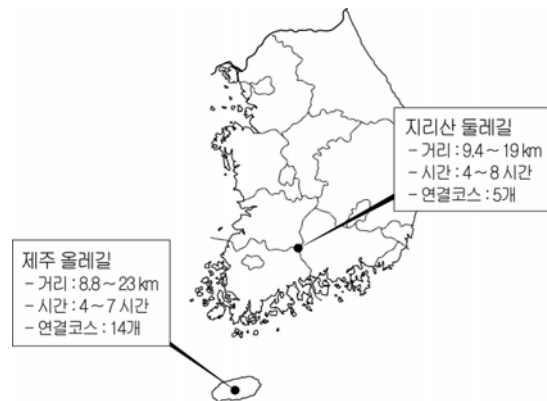 지리산 둘레길
- 거리 : 9.4 ~ 19 km
- 시간 : 4 ~ 8 시간
- 연결코스 : 5개
제주 올레길
- 거리 : 8.8 ~ 23 km
- 시간 : 4 ~ 7 시간
- 연결코스 : 14개